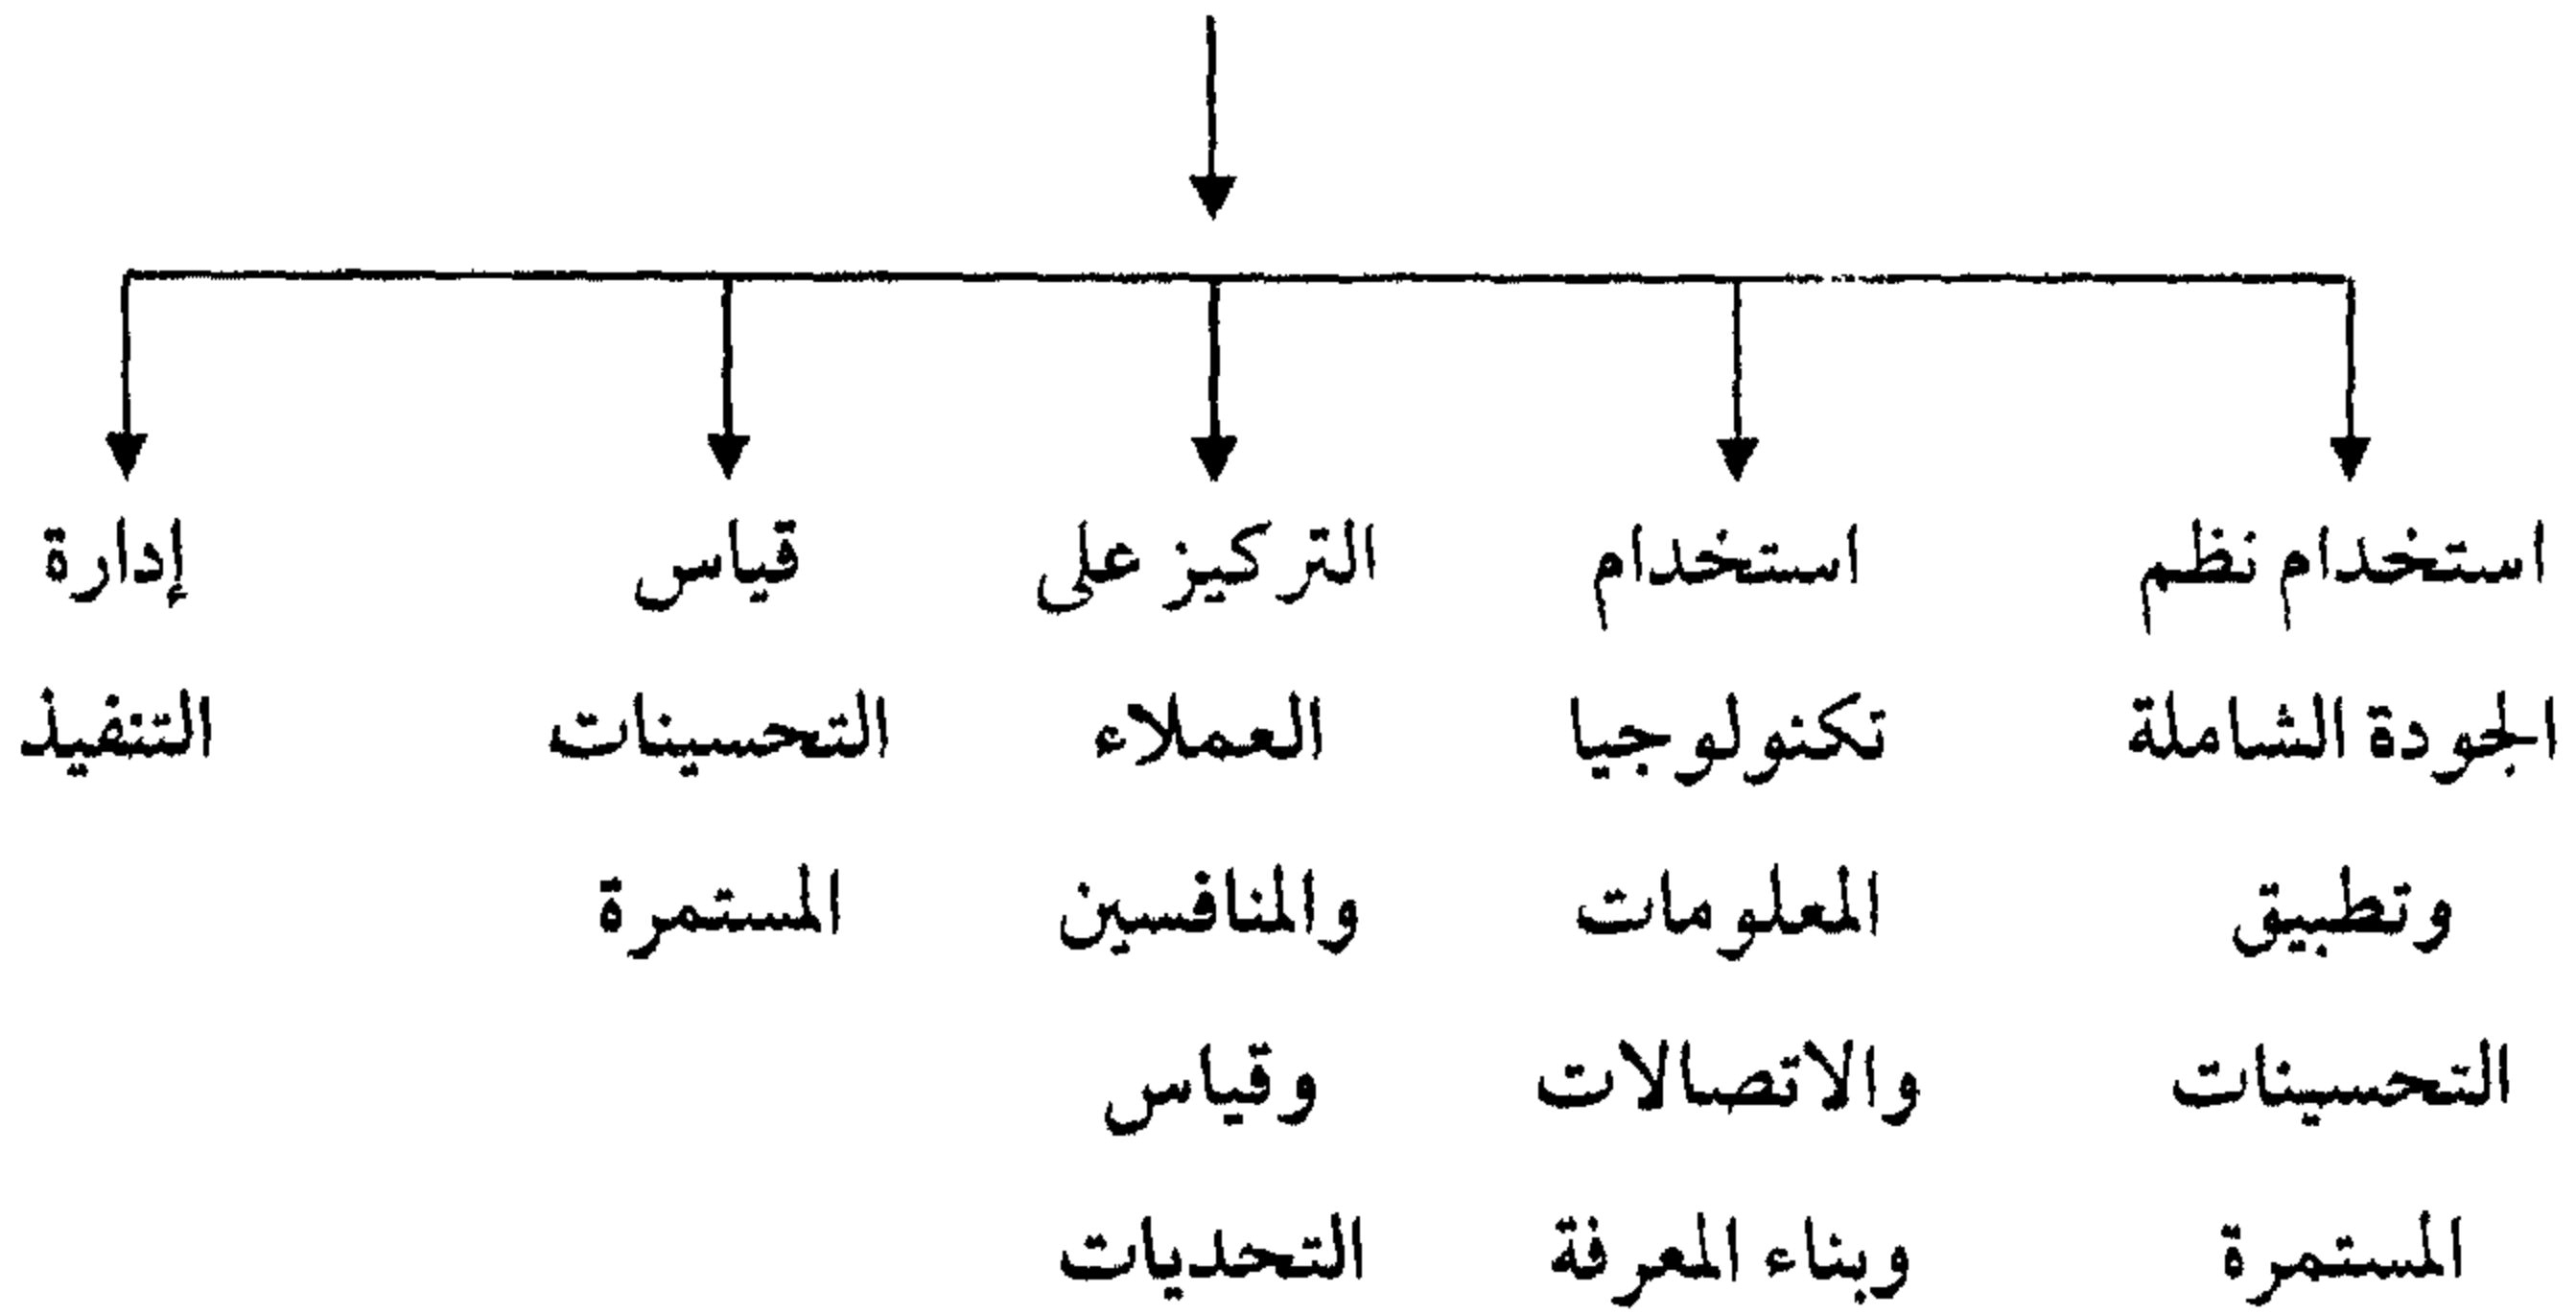 استخدام نظم
الجودة الشاملة
وتطبيق
التحسينات
المستمرة
استخدام
تكنولوجيا
المعلومات
والاتصالات
وبناء المعرفة
التركيز على
العملاء
والمنافسين
وقياس
التحديات
قياس
التحسينات
المستمرة
إدارة
التنفيذ